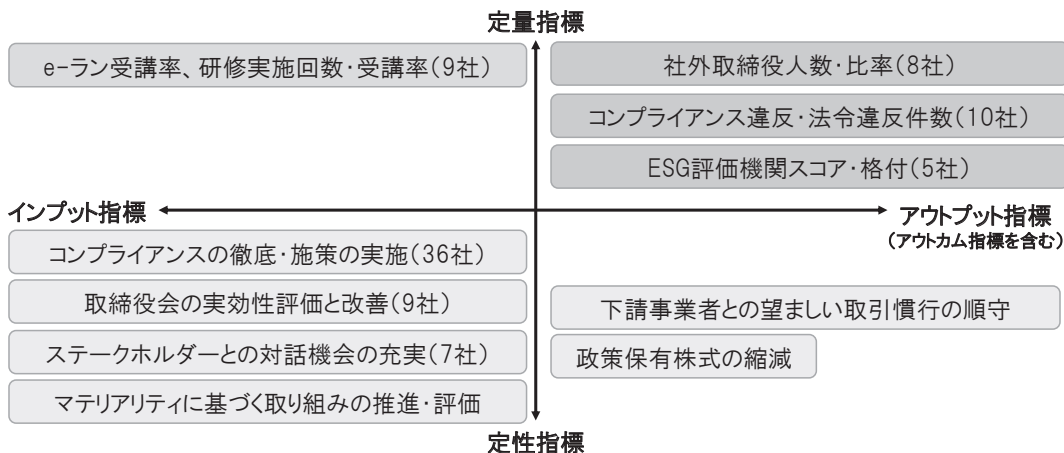 定量指標
e-ラン受講率、研修実施回数・受講率(9社)
社外取締役人数・比率(8社)
コンプライアンス違反・法令違反件数(10社)
ESG評価機関スコア・格付(5社)
インプット指標
アウトプット指標
(アウトカム指標を含む)
コンプライアンスの徹底・施策の実施(36社)
取締役会の実効性評価と改善(9社)
下請事業者との望ましい取引慣行の順守
ステークホルダーとの対話機会の充実(7社)
政策保有株式の縮減
マテリアリティに基づく取り組みの推進・評価
定性指標